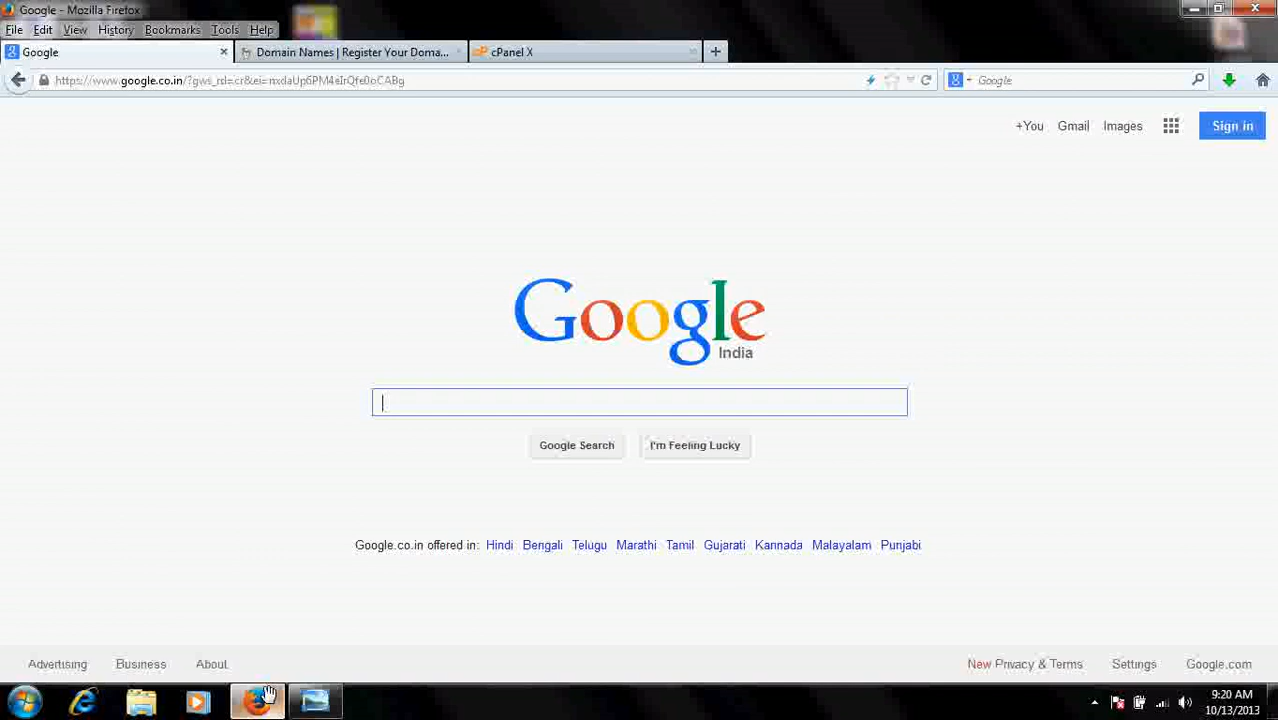 Google - Mozilla Firefox
File Edit View History Bookmarks Tools Help
Google
Domain Names | Register Your Doma...
cPanel X
Google
+You Gmail Images Sign in
Google
India
Google Search I'm Feeling Lucky
Google.co.in offered in: Hindi Bengali Telugu Marathi Tamil Gujarati Kannada Malayalam Punjabi
Advertising Business About New Privacy & Terms Settings Google.com
9:20 AM
10/13/2013